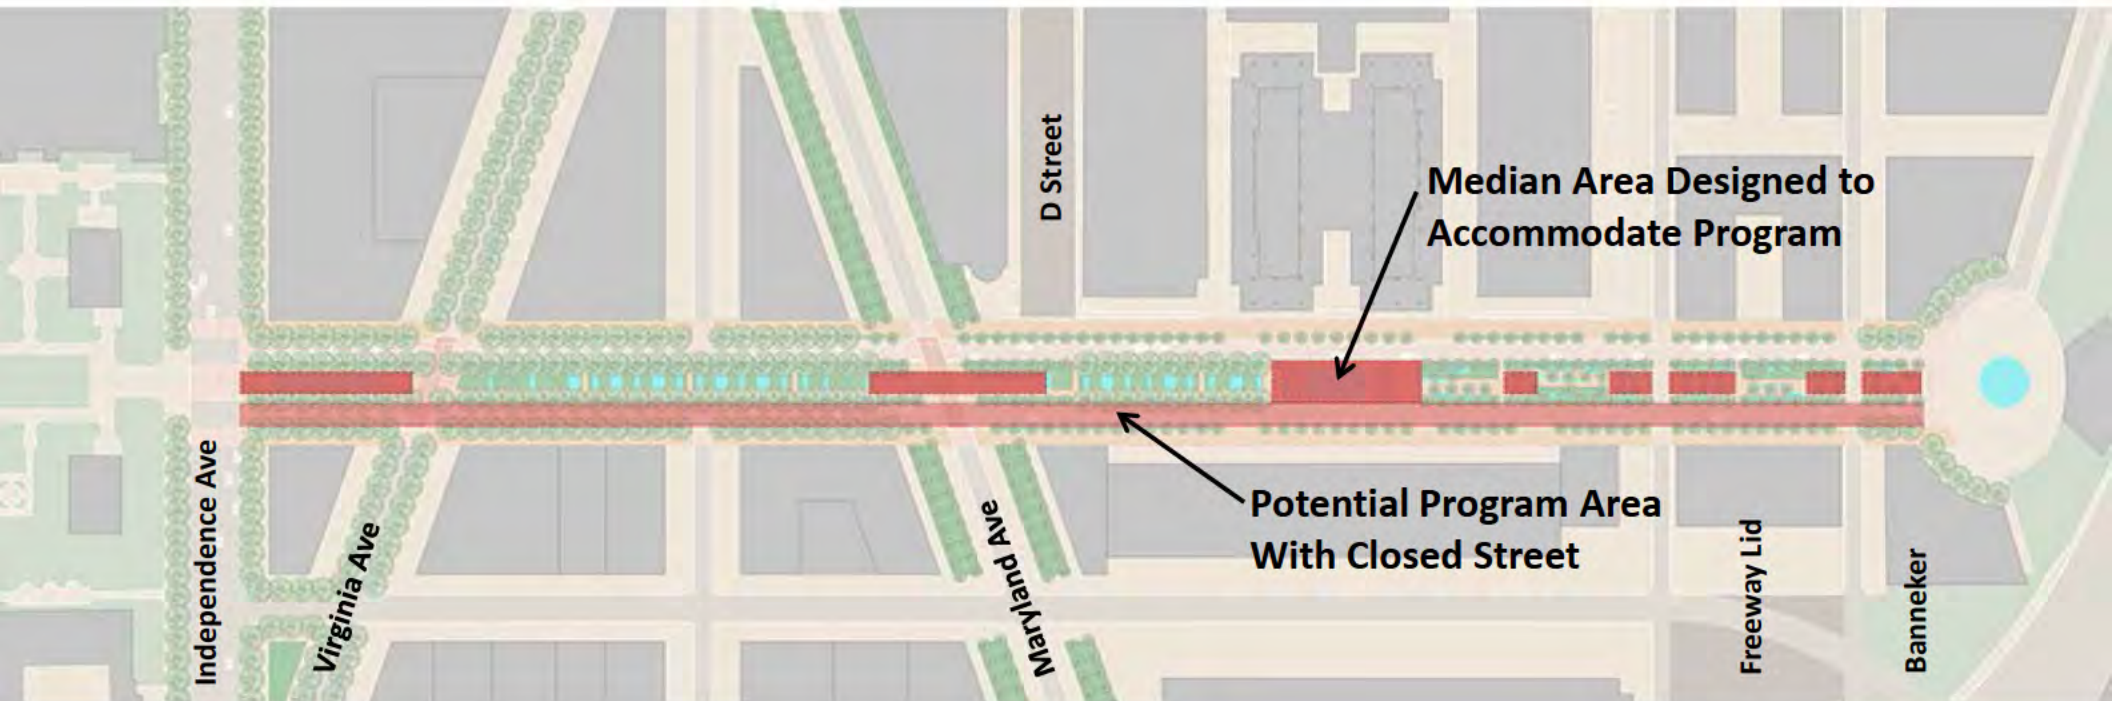 D Street
Median Area Designed to
Accommodate Program
Independence Ave
Virginia Ave
Maryland Ave
Potential Program Area
With Closed Street
Freeway Lid
Banneker